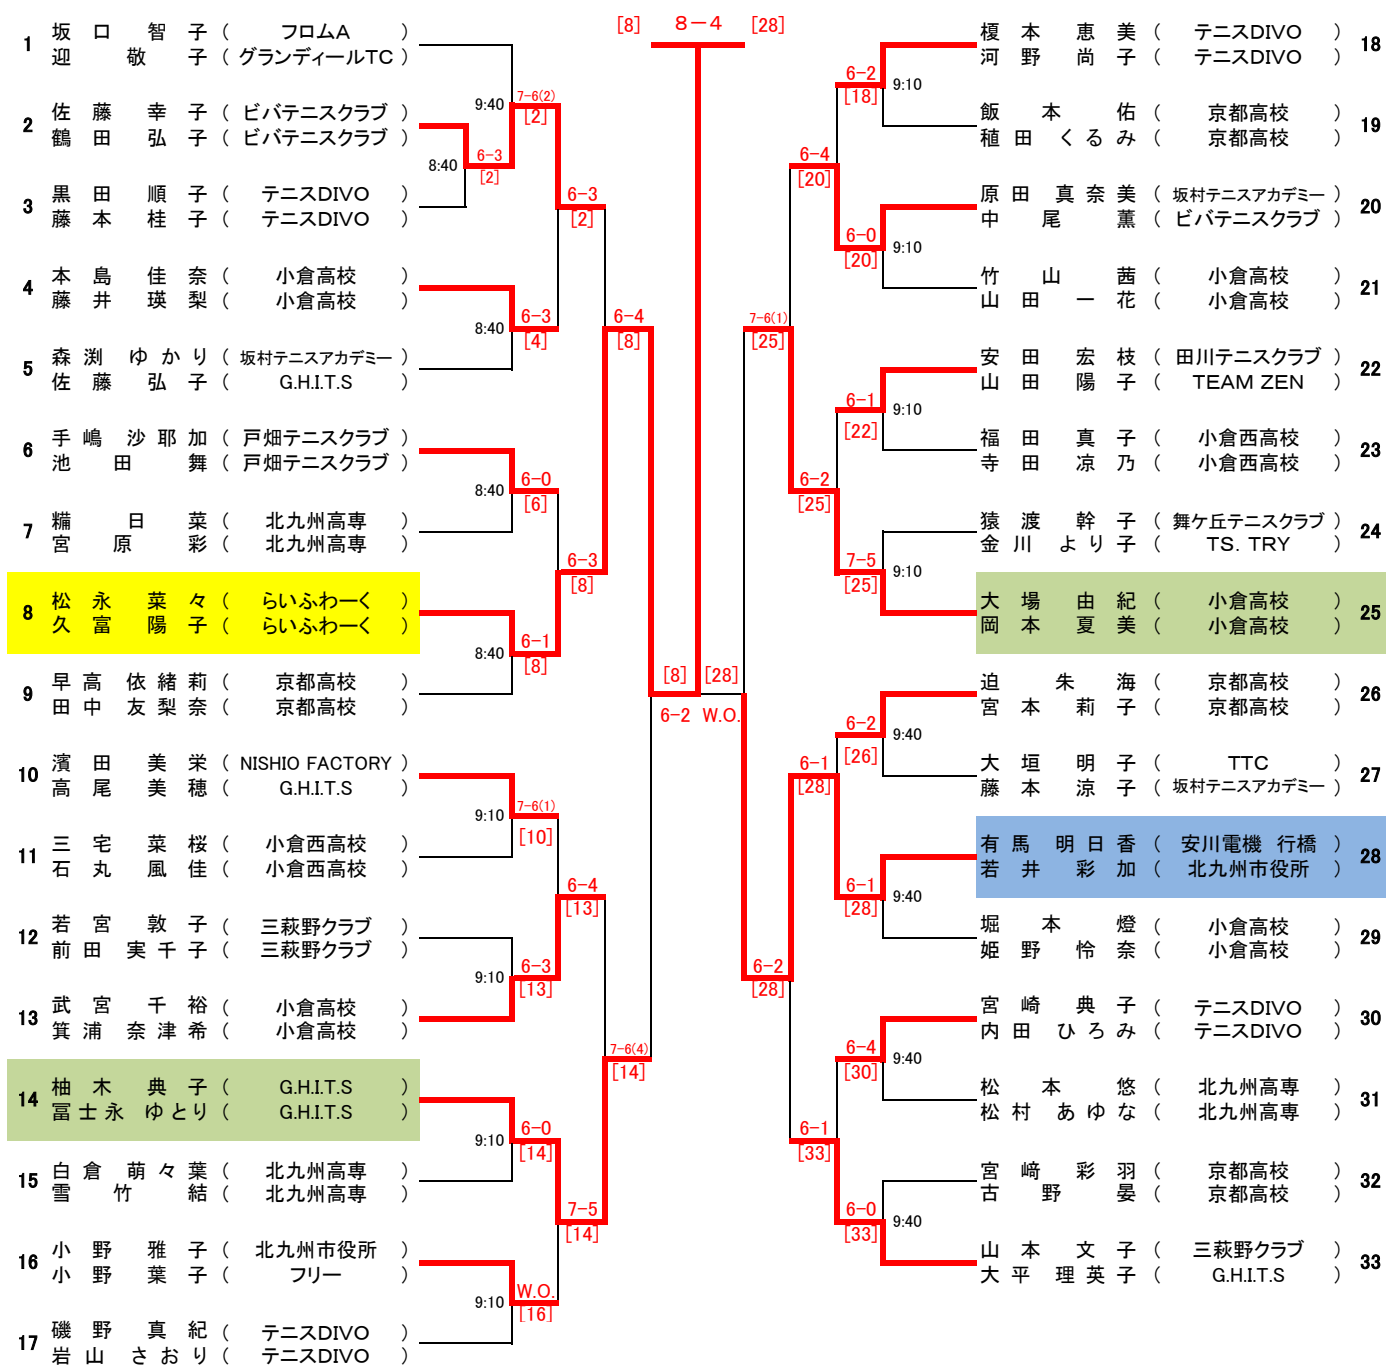 [8] 8-4 [28]
1 坂口 智子 ( フロムA )
迎 敬子 ( グランディールTC )
9:40 7-6(2)
[2]
2 佐藤 幸子 ( ビバテニスクラブ )
鶴田 弘子 ( ビバテニスクラブ )
8:40 6-3
[2]
3 黒田 順子 ( テニスDIVO )
藤本 桂子 ( テニスDIVO )
6-3
[2]
4 本島 佳奈 ( 小倉高校 )
藤井 瑛梨 ( 小倉高校 )
8:40 6-3
[4]
6-4
[8]
5 森渕 ゆかり ( 坂村テニスアカデミー )
佐藤 弘子 ( G.H.I.T.S )
6 手嶋 沙耶加 ( 戸畑テニスクラブ )
池田 舞 ( 戸畑テニスクラブ )
8:40 6-0
[6]
7 糒 日菜 ( 北九州高専 )
宮原 彩 ( 北九州高専 )
6-3
[8]
8 松永 菜々 ( らいふわーく )
久富 陽子 ( らいふわーく )
8:40 6-1
[8]
9 早高 依緒莉 ( 京都高校 )
田中 友梨奈 ( 京都高校 )
[8] [28]
6-2 W.O.
10 濱田 美栄 ( NISHIO FACTORY )
高尾 美穂 ( G.H.I.T.S )
9:10 7-6(1)
[10]
11 三宅 菜桜 ( 小倉西高校 )
石丸 風佳 ( 小倉西高校 )
6-4
[13]
12 若宮 敦子 ( 三萩野クラブ )
前田 実千子 ( 三萩野クラブ )
9:10 6-3
[13]
13 武宮 千裕 ( 小倉高校 )
箕浦 奈津希 ( 小倉高校 )
7-6(4)
[14]
14 柚木 典子 ( G.H.I.T.S )
冨士永 ゆとり ( G.H.I.T.S )
9:10 6-0
[14]
15 白倉 萌々葉 ( 北九州高専 )
雪竹 結 ( 北九州高専 )
7-5
[14]
16 小野 雅子 ( 北九州市役所 )
小野 葉子 ( フリー )
9:10 W.O.
[16]
17 磯野 真紀 ( テニスDIVO )
岩山 さおり ( テニスDIVO )
榎本 恵美 ( テニスDIVO ) 18
河野 尚子 ( テニスDIVO )
6-2 9:10
[18]
飯本 佑 ( 京都高校 ) 19
稙田 くるみ ( 京都高校 )
6-4
[20]
原田 真奈美 ( 坂村テニスアカデミー ) 20
中尾 薫 ( ビバテニスクラブ )
6-0 9:10
[20]
竹山 茜 ( 小倉高校 ) 21
山田 一花 ( 小倉高校 )
7-6(1)
[25]
安田 宏枝 ( 田川テニスクラブ ) 22
山田 陽子 ( TEAM ZEN )
6-1 9:10
[22]
福田 真子 ( 小倉西高校 ) 23
寺田 凉乃 ( 小倉西高校 )
6-2
[25]
猿渡 幹子 ( 舞ケ丘テニスクラブ ) 24
金川 より子 ( TS. TRY )
7-5 9:10
[25]
大場 由紀 ( 小倉高校 ) 25
岡本 夏美 ( 小倉高校 )
迫 朱海 ( 京都高校 ) 26
宮本 莉子 ( 京都高校 )
6-2 9:40
[26]
大垣 明子 ( TTC ) 27
藤本 涼子 ( 坂村テニスアカデミー )
6-1
[28]
有馬 明日香 ( 安川電機 行橋 ) 28
若井 彩加 ( 北九州市役所 )
6-1 9:40
[28]
堀本 燈 ( 小倉高校 ) 29
姫野 怜奈 ( 小倉高校 )
6-2
[28]
宮崎 典子 ( テニスDIVO ) 30
内田 ひろみ ( テニスDIVO )
6-4 9:40
[30]
松本 悠 ( 北九州高専 ) 31
松村 あゆな ( 北九州高専 )
6-1
[33]
宮﨑 彩羽 ( 京都高校 ) 32
古野 晏 ( 京都高校 )
6-0 9:40
[33]
山本 文子 ( 三萩野クラブ ) 33
大平 理英子 ( G.H.I.T.S )